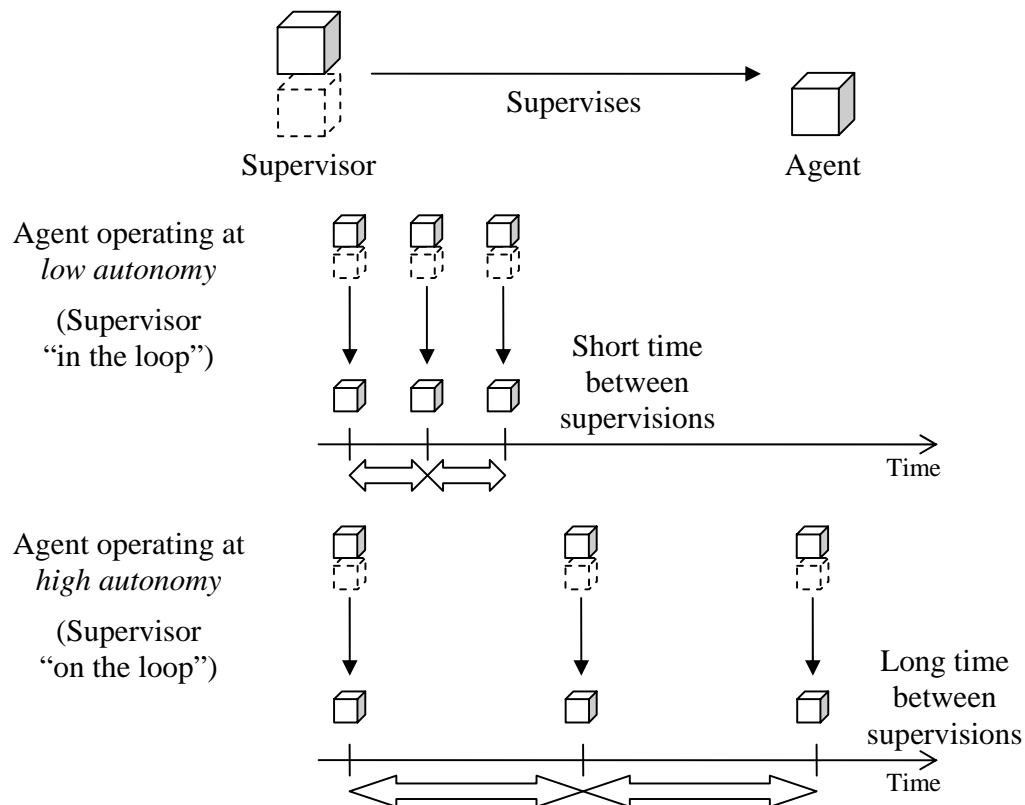 Supervises
Supervisor
Agent
Agent operating at
low autonomy
(Supervisor
“in the loop”)
Short time
between
supervisions
Time
Agent operating at
high autonomy
(Supervisor
“on the loop”)
Long time
between
supervisions
Time